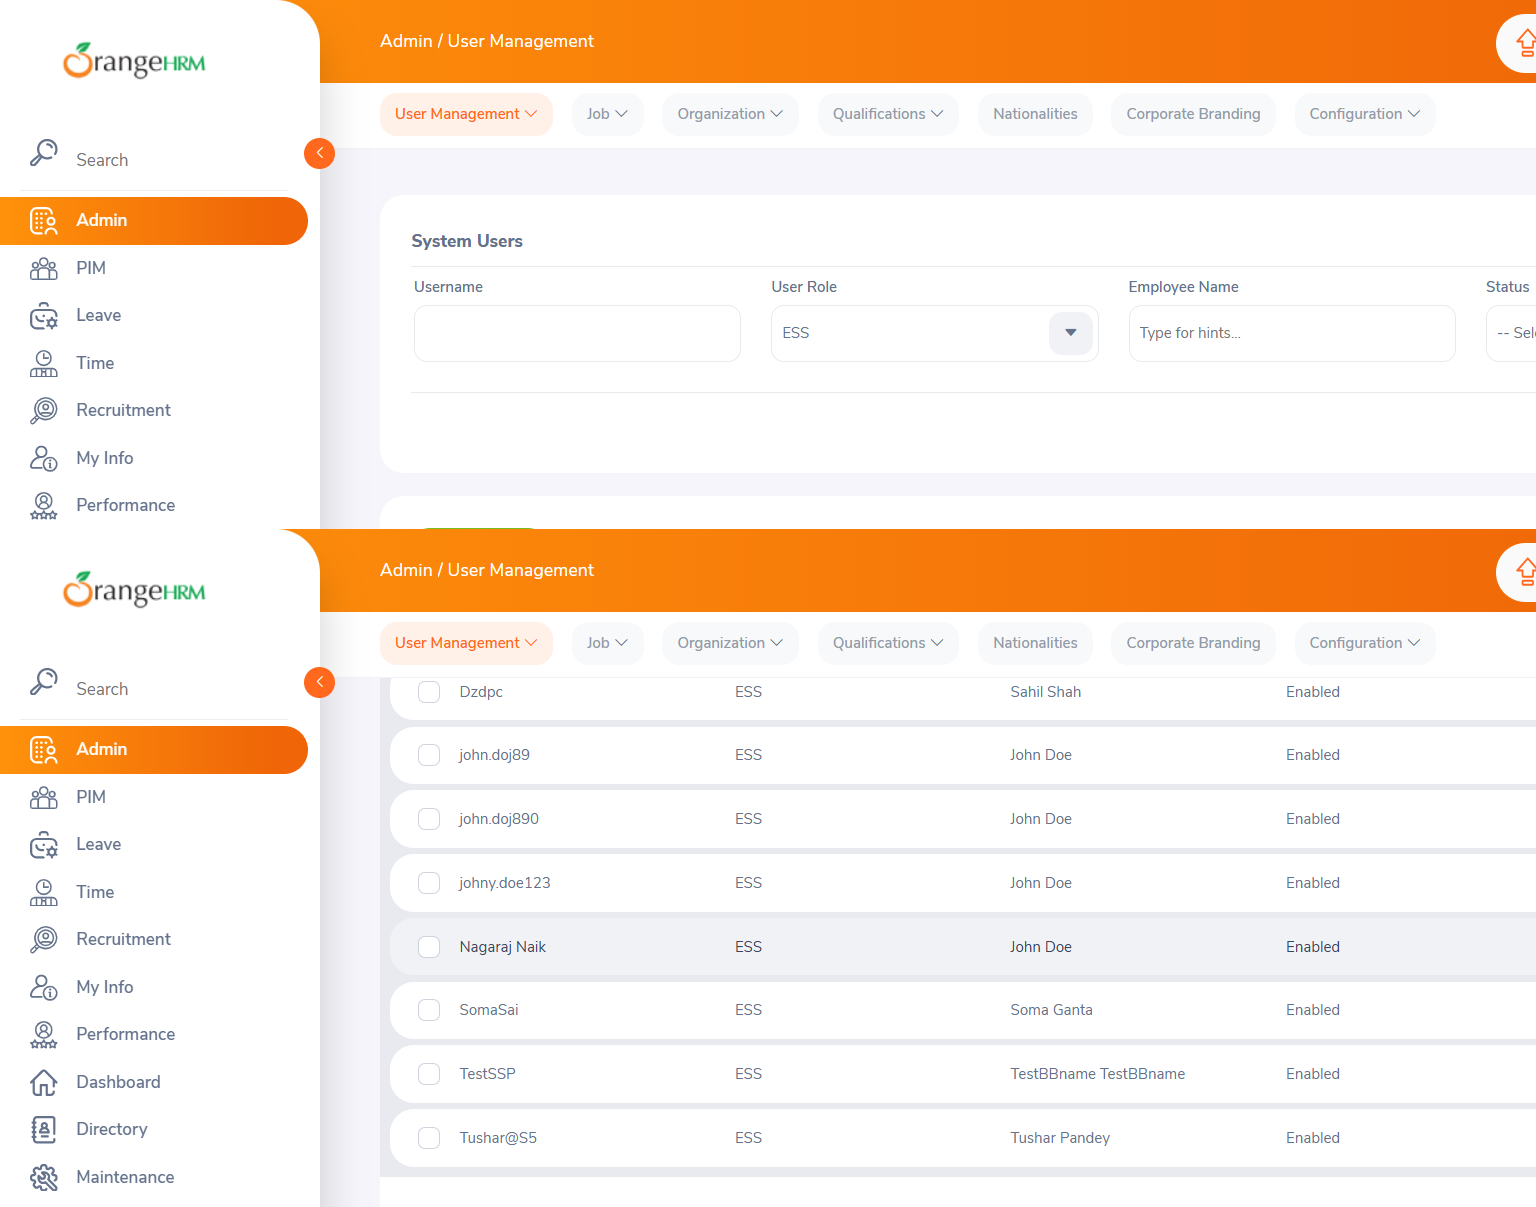 OrangeHRM
Admin / User Management
User Management Job Organization Qualifications Nationalities Corporate Branding Configuration
Search
Admin
PIM
Leave
Time
Recruitment
My Info
Performance
System Users
Username User Role Employee Name Status
ESS Type for hints... -- Sel
OrangeHRM
Admin / User Management
User Management Job Organization Qualifications Nationalities Corporate Branding Configuration
Search
Admin
PIM
Leave
Time
Recruitment
My Info
Performance
Dashboard
Directory
Maintenance
Dzdpc ESS Sahil Shah Enabled
john.doj89 ESS John Doe Enabled
john.doj890 ESS John Doe Enabled
johny.doe123 ESS John Doe Enabled
Nagaraj Naik ESS John Doe Enabled
SomaSai ESS Soma Ganta Enabled
TestSSP ESS TestBBname TestBBname Enabled
Tushar@S5 ESS Tushar Pandey Enabled